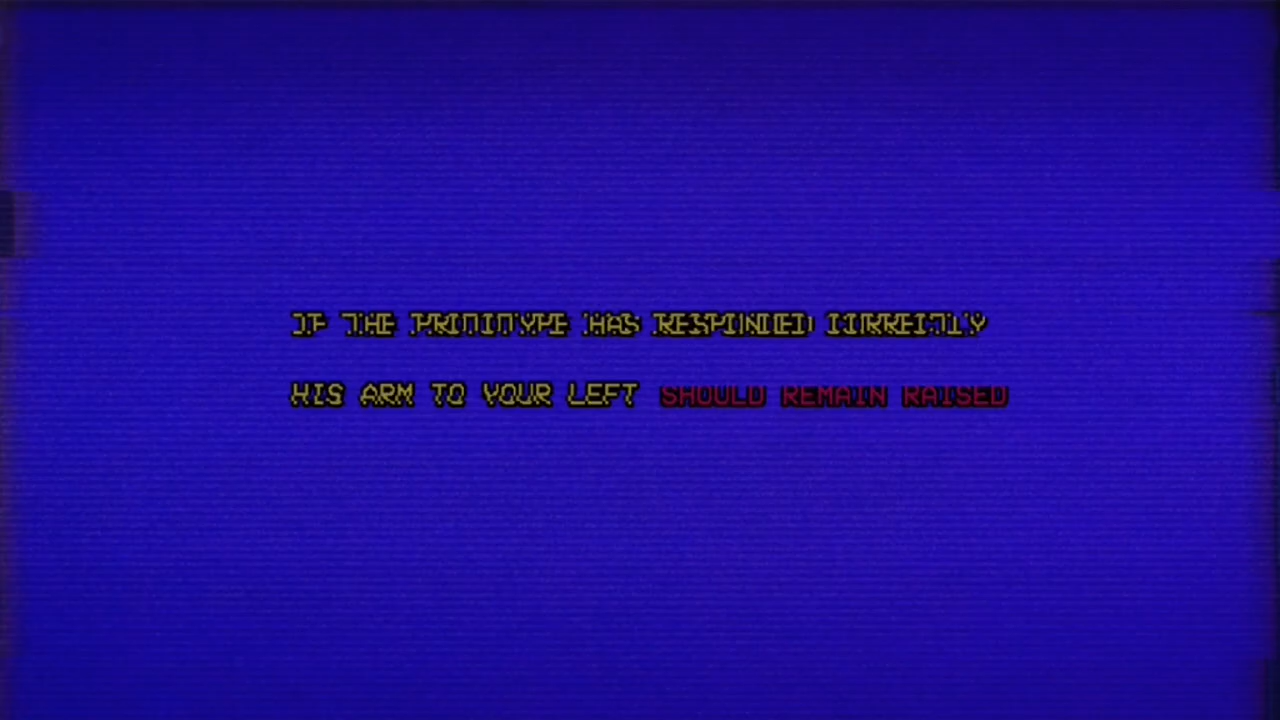 IF THE PROTOTYPE HAS RESPONDED CORRECTLY
HIS ARM TO YOUR LEFT SHOULD REMAIN RAISED